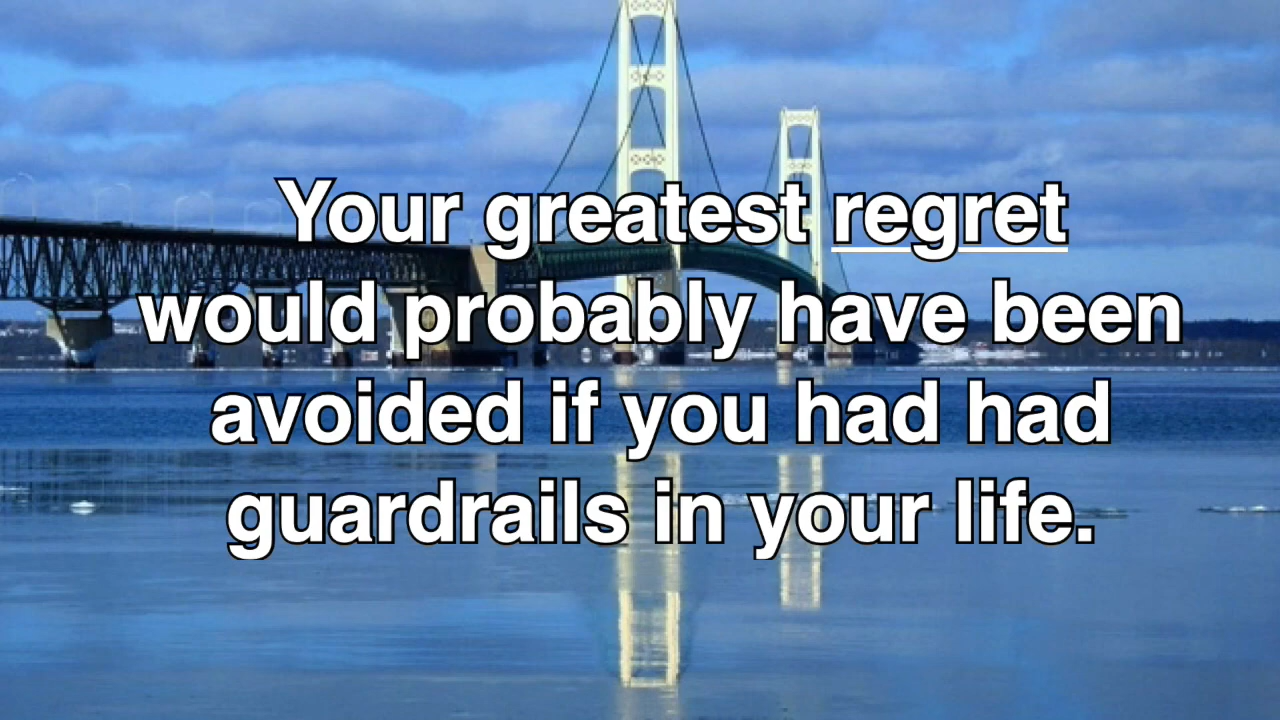 Your greatest regret
would probably have been
avoided if you had had
guardrails in your life.